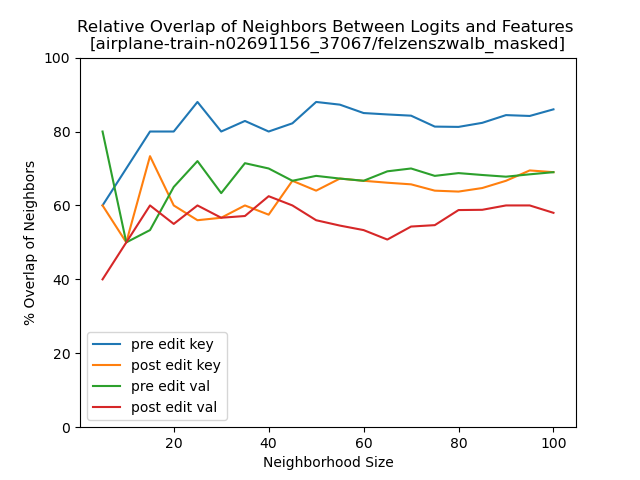 Relative Overlap of Neighbors Between Logits and Features
[airplane-train-n02691156_37067/felzenszwalb_masked]
100
80
60
40
20
0
% Overlap of Neighbors
pre edit key
post edit key
pre edit val
post edit val
20 40 60 80 100
Neighborhood Size